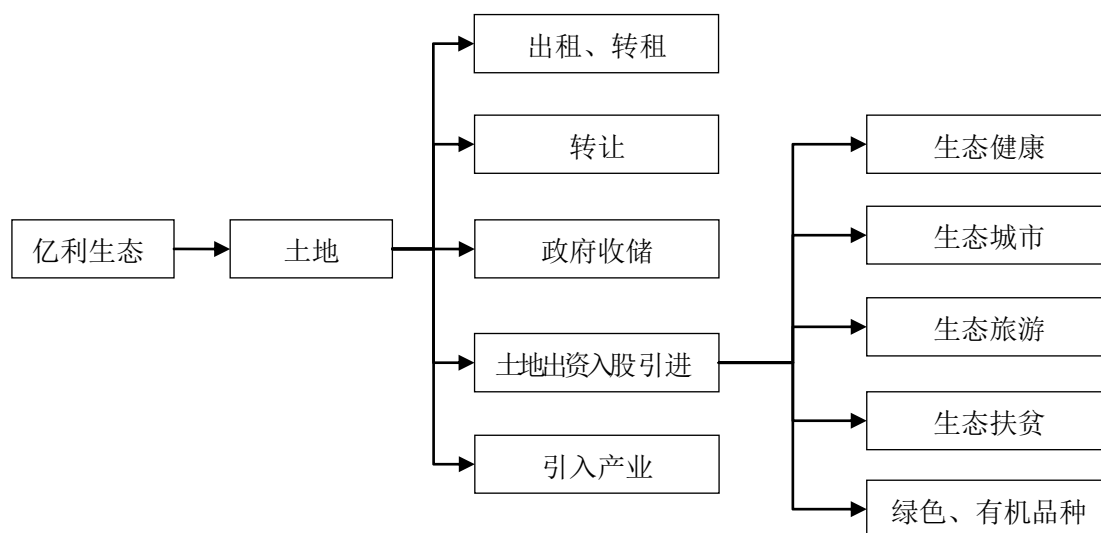 亿利生态
土地
出租、转租
转让
政府收储
土地出资入股引进
引入产业
生态健康
生态城市
生态旅游
生态扶贫
绿色、有机品种